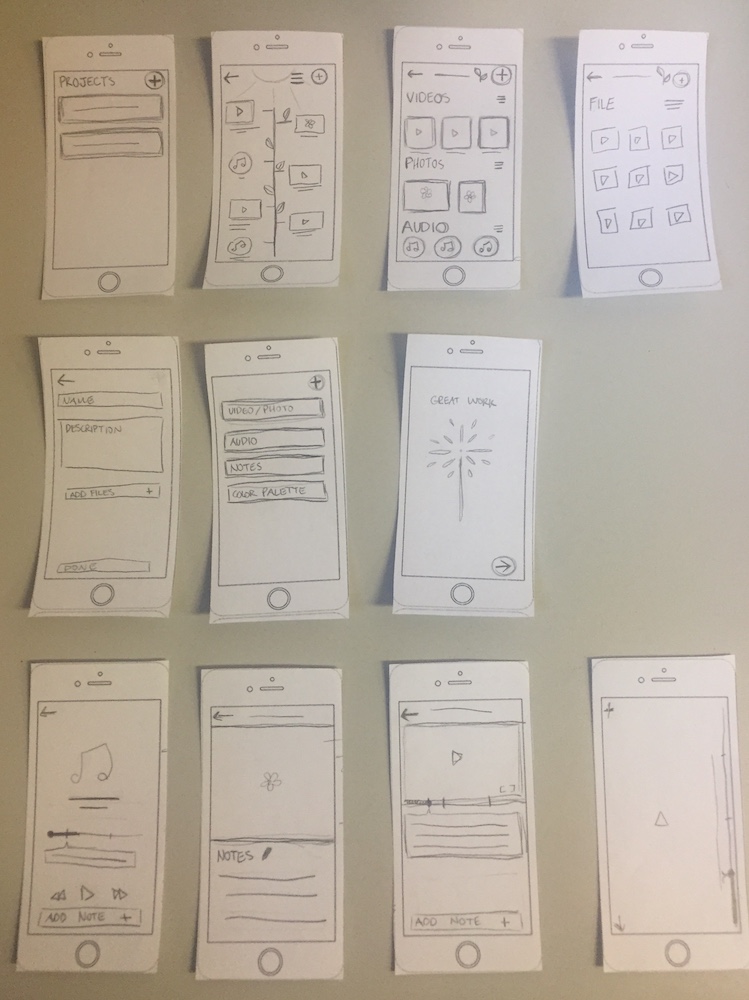 PROJECTS
VIDEOS
PHOTOS
AUDIO
FILE
NAME
DESCRIPTION
ADD FILES +
DONE
VIDEO/PHOTO
AUDIO
NOTES
COLOR PALETTE
GREAT WORK
ADD NOTE +
NOTES
ADD NOTE +